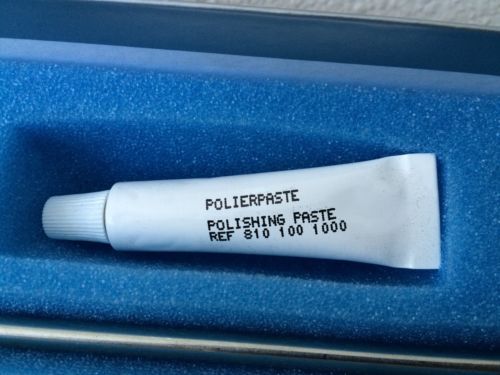 POLIERPASTE
POLISHING PASTE
REF 810 100 1000